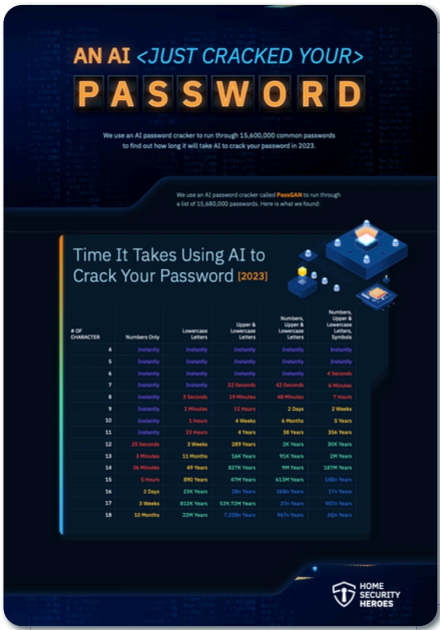 AN AI <JUST CRACKED YOUR>
PASSWORD
We use an AI password cracker to run through 15,600,000 common passwords
to find out how long it will take AI to crack your password in 2023.
We use an AI password cracker called PassGAN to run through
a list of 15,680,000 passwords. Here is what we found:
Time It Takes Using AI to
Crack Your Password [2023]
# OF CHARACTER Numbers Only Lowercase Letters Upper & Lowercase Letters Numbers, Upper & Lowercase Letters Numbers, Upper & Lowercase Letters, Symbols
4 Instantly Instantly Instantly Instantly Instantly
5 Instantly Instantly Instantly Instantly Instantly
6 Instantly Instantly Instantly Instantly 4 Seconds
7 Instantly Instantly 22 Seconds 42 Seconds 6 Minutes
8 Instantly 3 Seconds 19 Minutes 48 Minutes 7 Hours
9 Instantly 1 Minutes 11 Hours 2 Days 2 Weeks
10 Instantly 1 Hours 4 Weeks 6 Months 5 Years
11 Instantly 23 Hours 4 Years 38 Years 356 Years
12 25 Seconds 3 Weeks 289 Years 2K Years 30K Years
13 3 Minutes 11 Months 16K Years 91K Years 2M Years
14 36 Minutes 49 Years 827K Years 9M Years 187M Years
15 5 Hours 890 Years 47M Years 613M Years 14Bn Years
16 2 Days 23K Years 2Bn Years 26Bn Years 1Tn Years
17 3 Weeks 812K Years 539.72M Years 2Tn Years 95Tn Years
18 10 Months 22M Years 7.23Bn Years 96Tn Years 6Qn Years
HOME
SECURITY
HEROES